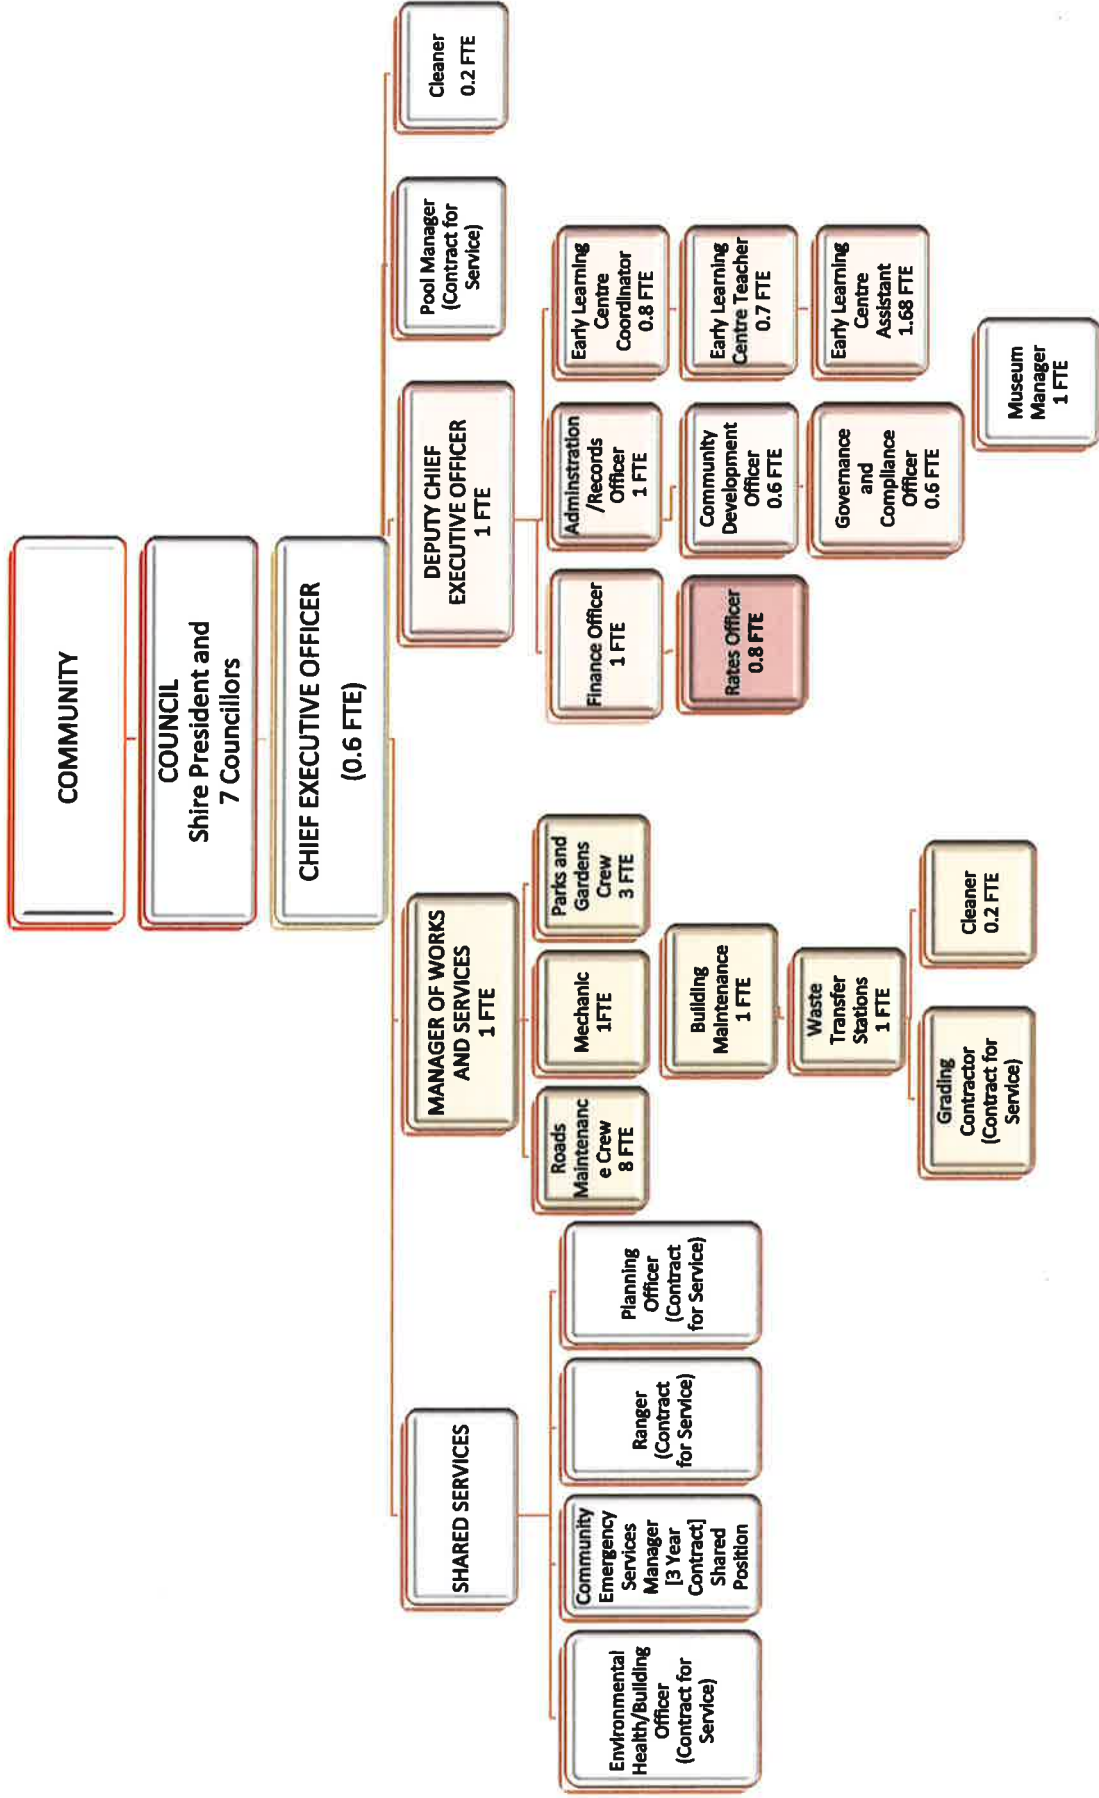 COMMUNITY
COUNCIL
Shire President and
7 Councillors
CHIEF EXECUTIVE OFFICER
(0.6 FTE)
SHARED SERVICES
MANAGER OF WORKS
AND SERVICES
1 FTE
DEPUTY CHIEF
EXECUTIVE OFFICER
1 FTE
Pool Manager
(Contract for
Service)
Cleaner
0.2 FTE
Environmental
Health/Building
Officer
(Contract for
Service)
Community
Emergency
Services
Manager
[3 Year
Contract]
Shared
Position
Ranger
(Contract
for Service)
Planning
Officer
(Contract
for Service)
Roads
Maintenanc
e Crew
8 FTE
Mechanic
1FTE
Parks and
Gardens
Crew
3 FTE
Building
Maintenance
1 FTE
Waste
Transfer
Stations
1 FTE
Grading
Contractor
(Contract for
Service)
Cleaner
0.2 FTE
Finance Officer
1 FTE
Rates Officer
0.8 FTE
Adminstration
/Records
Officer
1 FTE
Community
Development
Officer
0.6 FTE
Governance
and
Compliance
Officer
0.6 FTE
Early Learning
Centre
Coordinator
0.8 FTE
Early Learning
Centre Teacher
0.7 FTE
Early Learning
Centre
Assistant
1.68 FTE
Museum
Manager
1 FTE